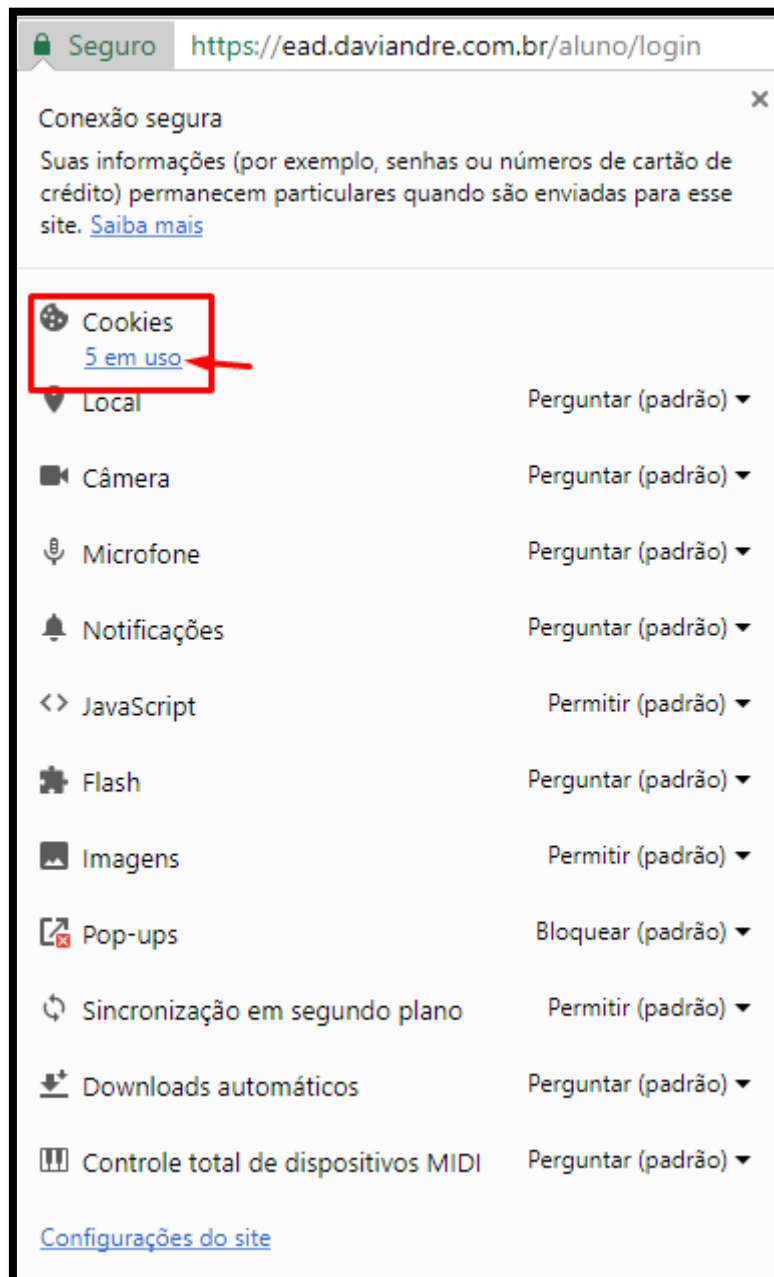 Seguro https://ead.daviandre.com.br/aluno/login
Conexão segura
Suas informações (por exemplo, senhas ou números de cartão de
crédito) permanecem particulares quando são enviadas para esse
site. Saiba mais
Cookies
5 em uso
Local Perguntar (padrão)
Câmera Perguntar (padrão)
Microfone Perguntar (padrão)
Notificações Perguntar (padrão)
JavaScript Permitir (padrão)
Flash Perguntar (padrão)
Imagens Permitir (padrão)
Pop-ups Bloquear (padrão)
Sincronização em segundo plano Permitir (padrão)
Downloads automáticos Perguntar (padrão)
Controle total de dispositivos MIDI Perguntar (padrão)
Configurações do site